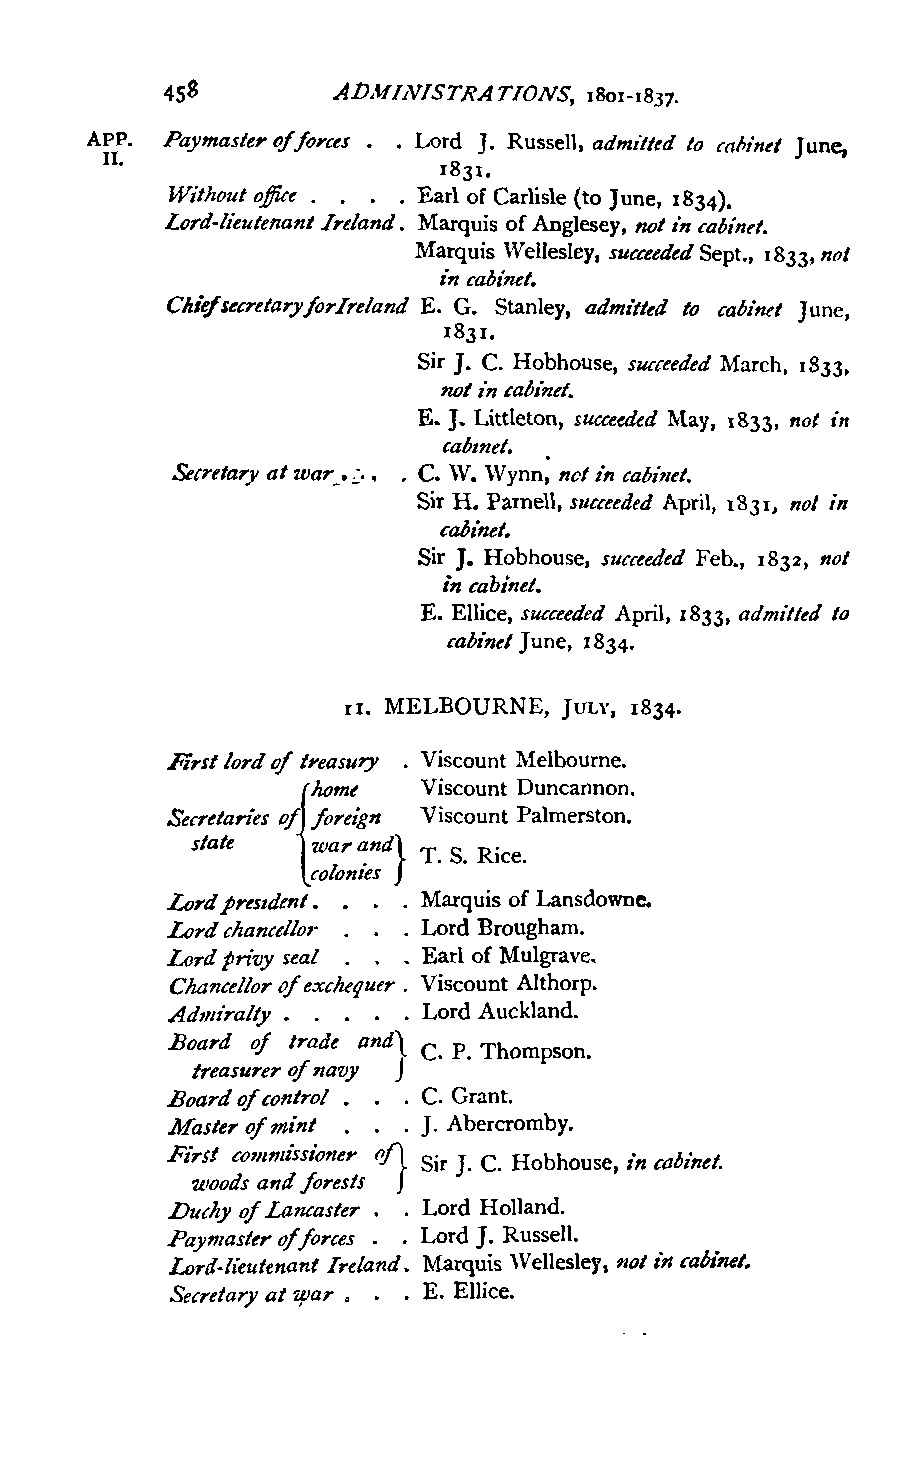 458 ADMINISTRATIONS, 1801-1837.
APP. II. Paymaster of forces . . Lord J. Russell, admitted to cabinet June,
1831.
Without office . . . . Earl of Carlisle (to June, 1834).
Lord-lieutenant Ireland . Marquis of Anglesey, not in cabinet.
Marquis Wellesley, succeeded Sept., 1833, not
in cabinet.
Chief secretary for Ireland E. G. Stanley, admitted to cabinet June,
1831.
Sir J. C. Hobhouse, succeeded March, 1833,
not in cabinet.
E. J. Littleton, succeeded May, 1833, not in
cabinet.
Secretary at war . . . C. W. Wynn, not in cabinet.
Sir H. Parnell, succeeded April, 1831, not in
cabinet.
Sir J. Hobhouse, succeeded Feb., 1832, not
in cabinet.
E. Ellice, succeeded April, 1833, admitted to
cabinet June, 1834.
11. MELBOURNE, JULY, 1834.
First lord of treasury . Viscount Melbourne.
home Viscount Duncannon.
Secretaries of foreign Viscount Palmerston.
state war and T. S. Rice.
colonies
Lord president . . . . Marquis of Lansdowne.
Lord chancellor . . . Lord Brougham.
Lord privy seal . . . Earl of Mulgrave.
Chancellor of exchequer . Viscount Althorp.
Admiralty . . . . . Lord Auckland.
Board of trade and C. P. Thompson.
treasurer of navy
Board of control . . . C. Grant.
Master of mint . . . J. Abercromby.
First commissioner of Sir J. C. Hobhouse, in cabinet.
woods and forests
Duchy of Lancaster . . Lord Holland.
Paymaster of forces . . Lord J. Russell.
Lord-lieutenant Ireland . Marquis Wellesley, not in cabinet.
Secretary at war . . . E. Ellice.